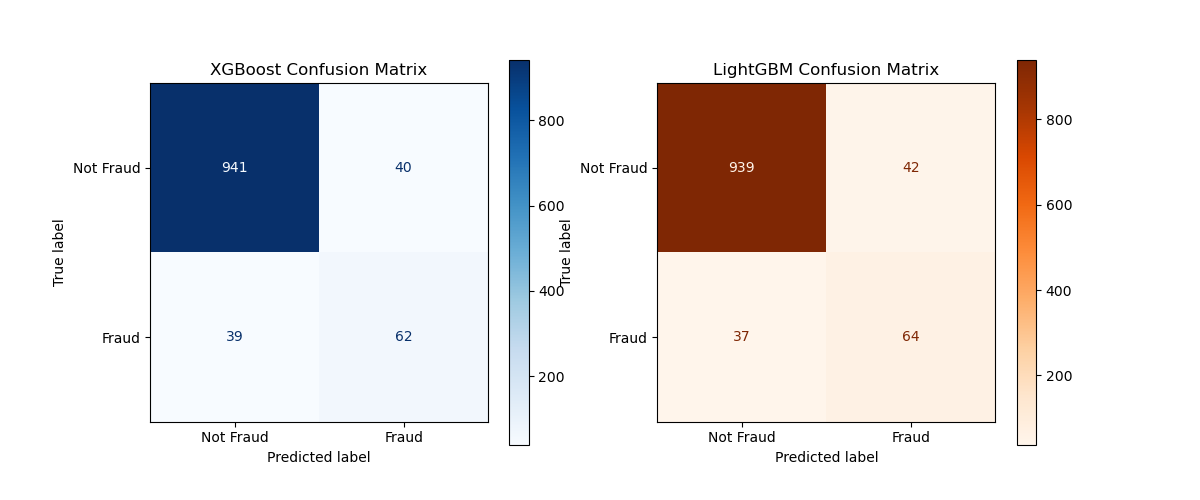 XGBoost Confusion Matrix
Not Fraud
Fraud
True label
941
40
39
62
Not Fraud
Fraud
Predicted label
800
600
400
200
LightGBM Confusion Matrix
Not Fraud
Fraud
True label
939
42
37
64
Not Fraud
Fraud
Predicted label
800
600
400
200